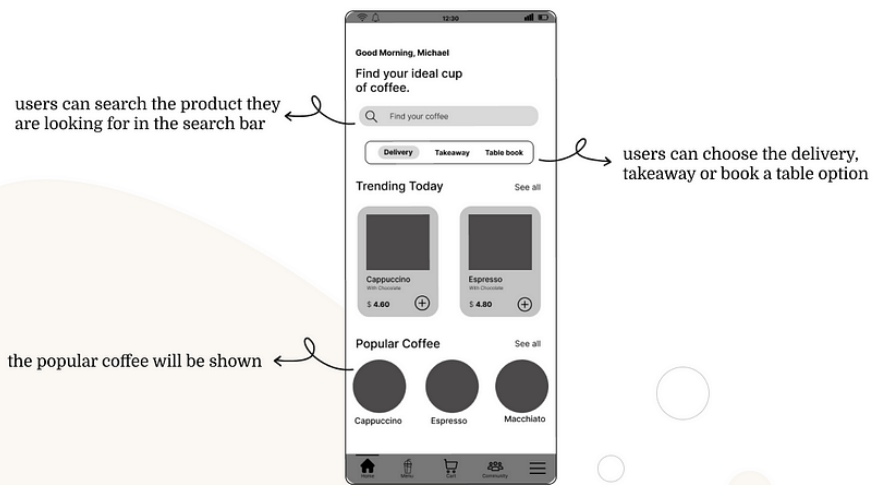 12:30
Good Morning, Michael
Find your ideal cup
of coffee.
users can search the product they
are looking for in the search bar
Find your coffee
Delivery Takeaway Table book
users can choose the delivery,
takeaway or book a table option
Trending Today See all
Cappuccino Espresso
With Chocolate With Chocolate
$ 4.60 $ 4.80
Popular Coffee See all
the popular coffee will be shown
Cappuccino Espresso Macchiato
Home Menu Cart Community